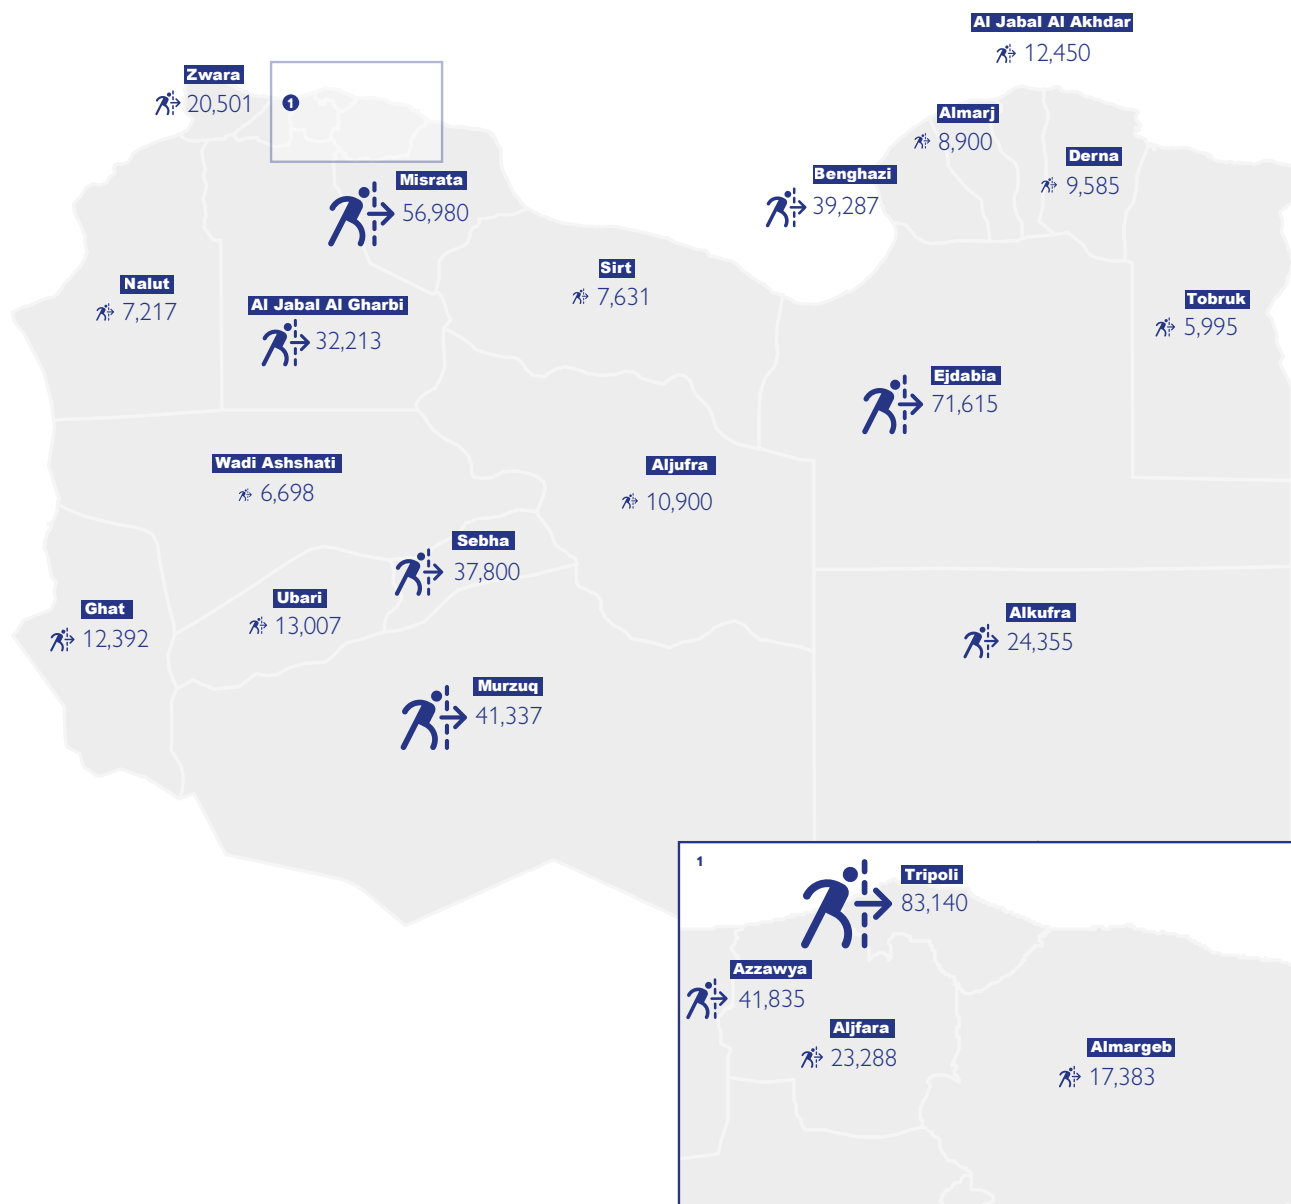 Al Jabal Al Akhdar
12,450
Zwara
20,501
1
Almarj
8,900
Derna
9,585
Benghazi
39,287
Misrata
56,980
Sirt
7,631
Nalut
7,217
Al Jabal Al Gharbi
32,213
Tobruk
5,995
Ejdabia
71,615
Wadi Ashshati
6,698
Aljufra
10,900
Sebha
37,800
Ubari
13,007
Ghat
12,392
Alkufra
24,355
Murzuq
41,337
1
Tripoli
83,140
Azzawya
41,835
Aljfara
23,288
Almargeb
17,383